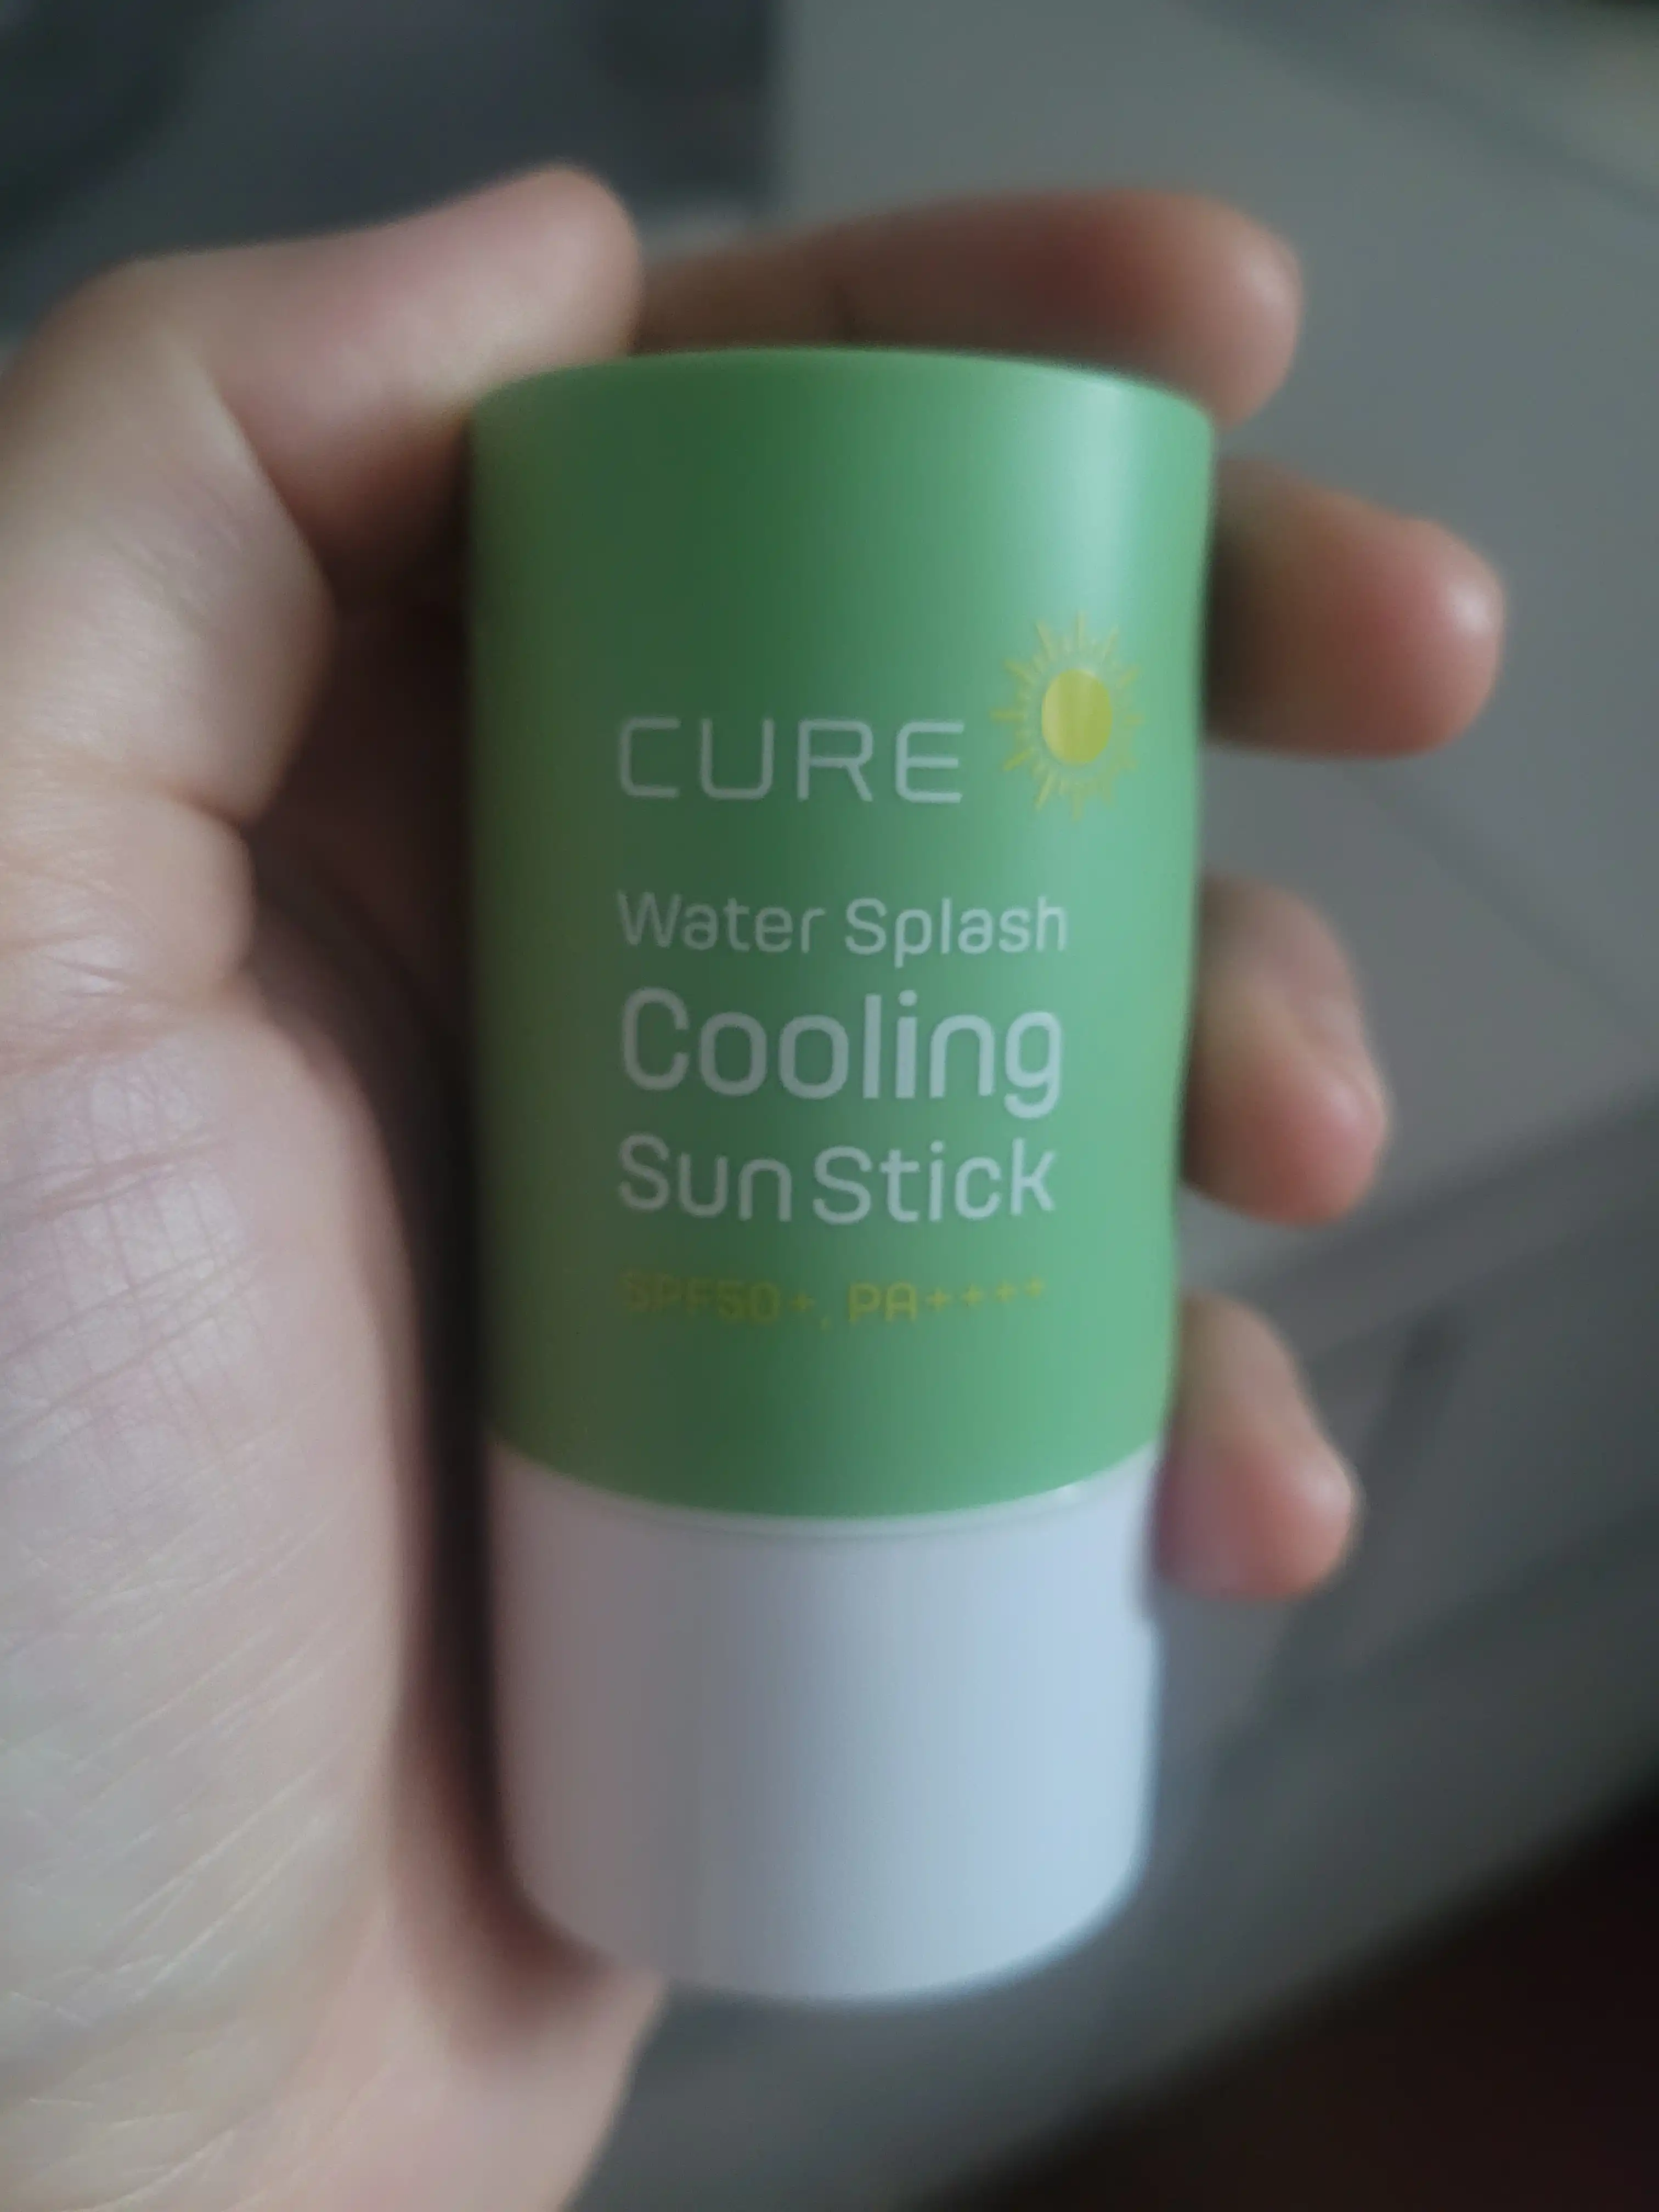 CURE
Water Splash
Cooling
Sun Stick
SPF50+, PA++++